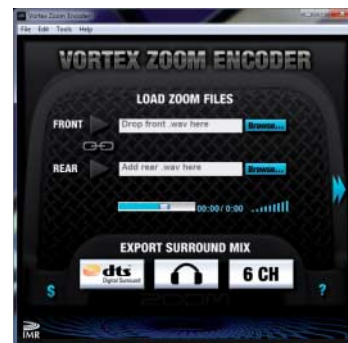 Vortex Zoom Encoder
File Edit Tools Help
VORTEX ZOOM ENCODER
LOAD ZOOM FILES
FRONT Drop front .wav here Browse...
REAR Add rear .wav here Browse...
00:00/ 0:00
EXPORT SURROUND MIX
dts Digital Surround 6 CH
$ ?
ZOOM
IMR